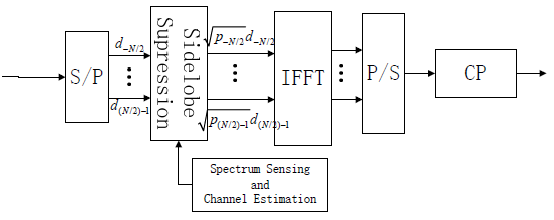 S/P
d_{-N/2}
⋮
d_{(N/2)-1}
Sidelobe
Supression
√p_{-N/2} d_{-N/2}
⋮
√p_{(N/2)-1} d_{(N/2)-1}
IFFT
⋮
P/S
CP
Spectrum Sensing
and
Channel Estimation